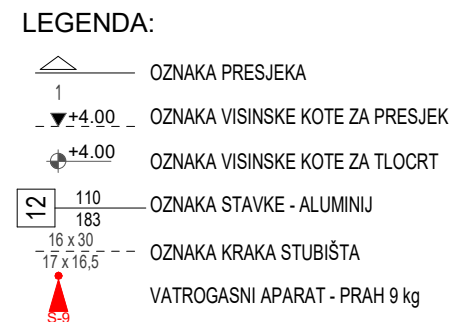 LEGENDA:
1
OZNAKA PRESJEKA
+4.00
OZNAKA VISINSKE KOTE ZA PRESJEK
+4.00
OZNAKA VISINSKE KOTE ZA TLOCRT
12
110
183
OZNAKA STAVKE - ALUMINIJ
16 x 30
17 x 16,5
OZNAKA KRAKA STUBIŠTA
S-9
VATROGASNI APARAT - PRAH 9 kg